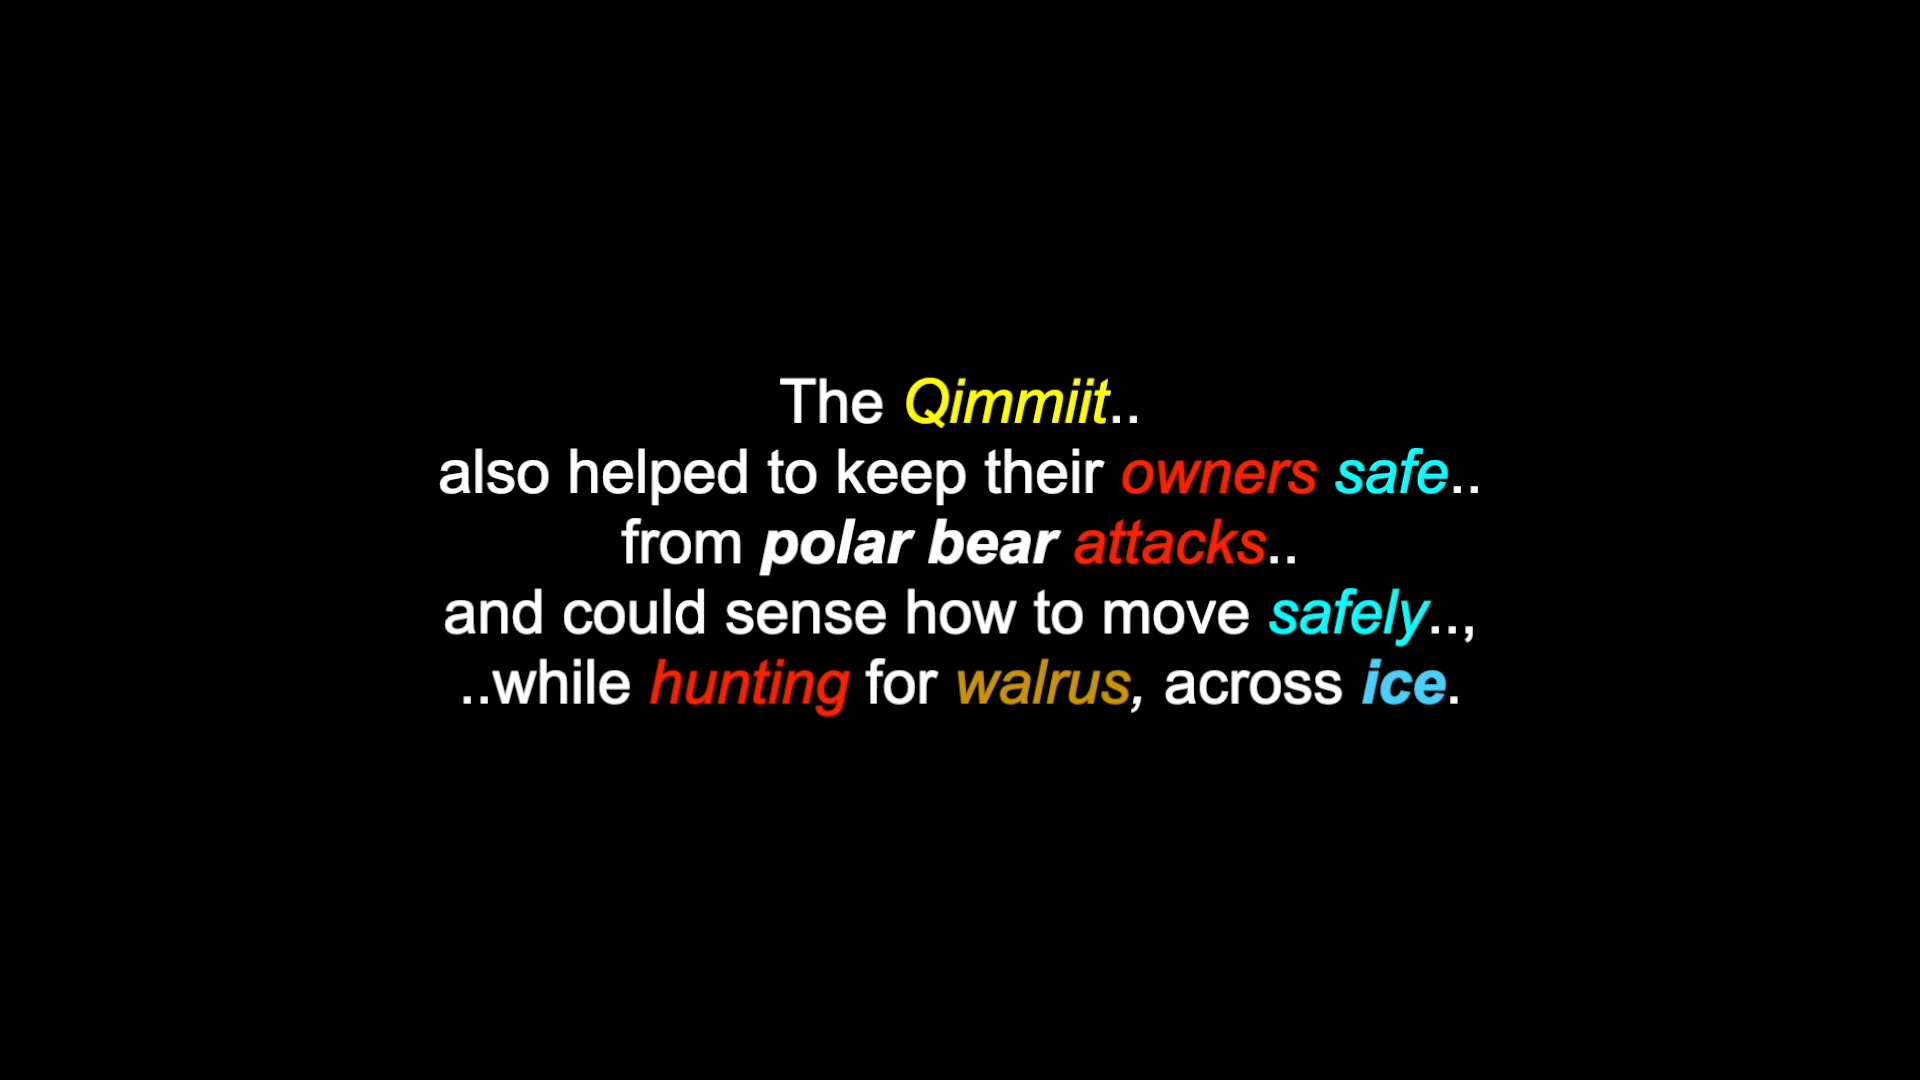 The Qimmiit..
also helped to keep their owners safe..
from polar bear attacks..
and could sense how to move safely..,
..while hunting for walrus, across ice.